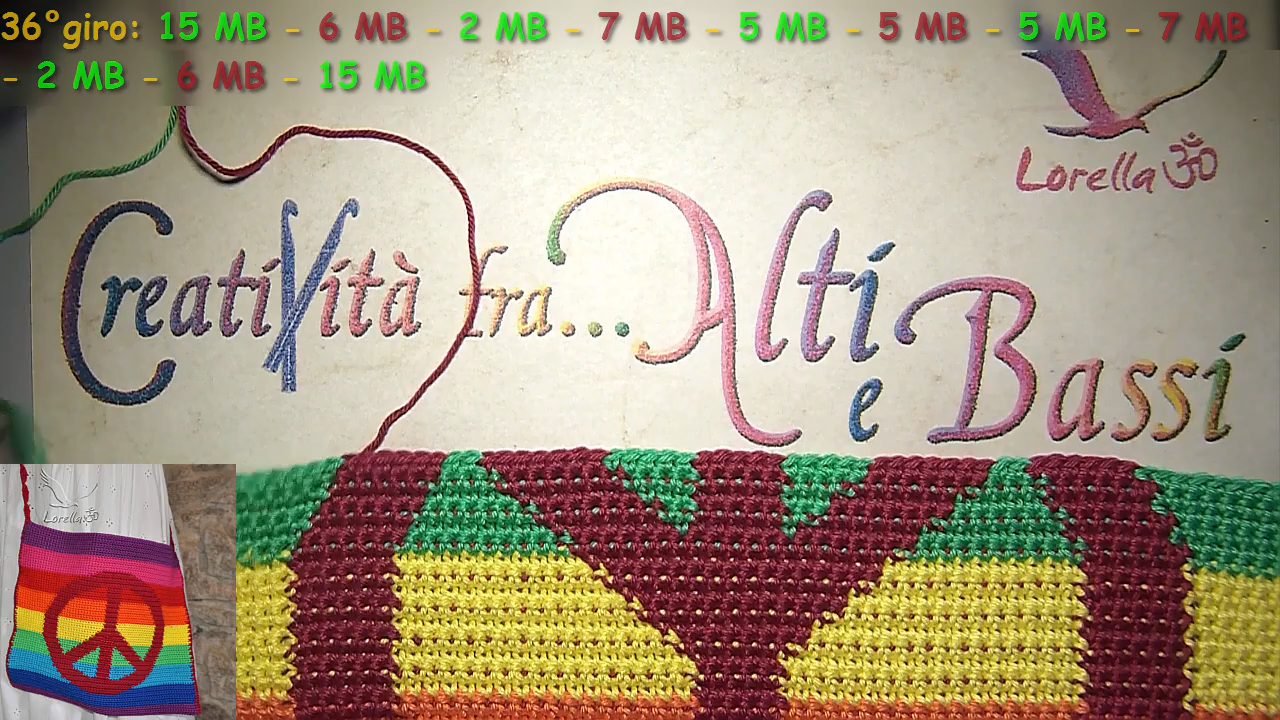 36°giro: 15 MB - 6 MB - 2 MB - 7 MB - 5 MB - 5 MB - 5 MB - 7 MB
- 2 MB - 6 MB - 15 MB
Lorella ॐ
CreatiVità fra... Alti
e Bassi
Lorella ॐ